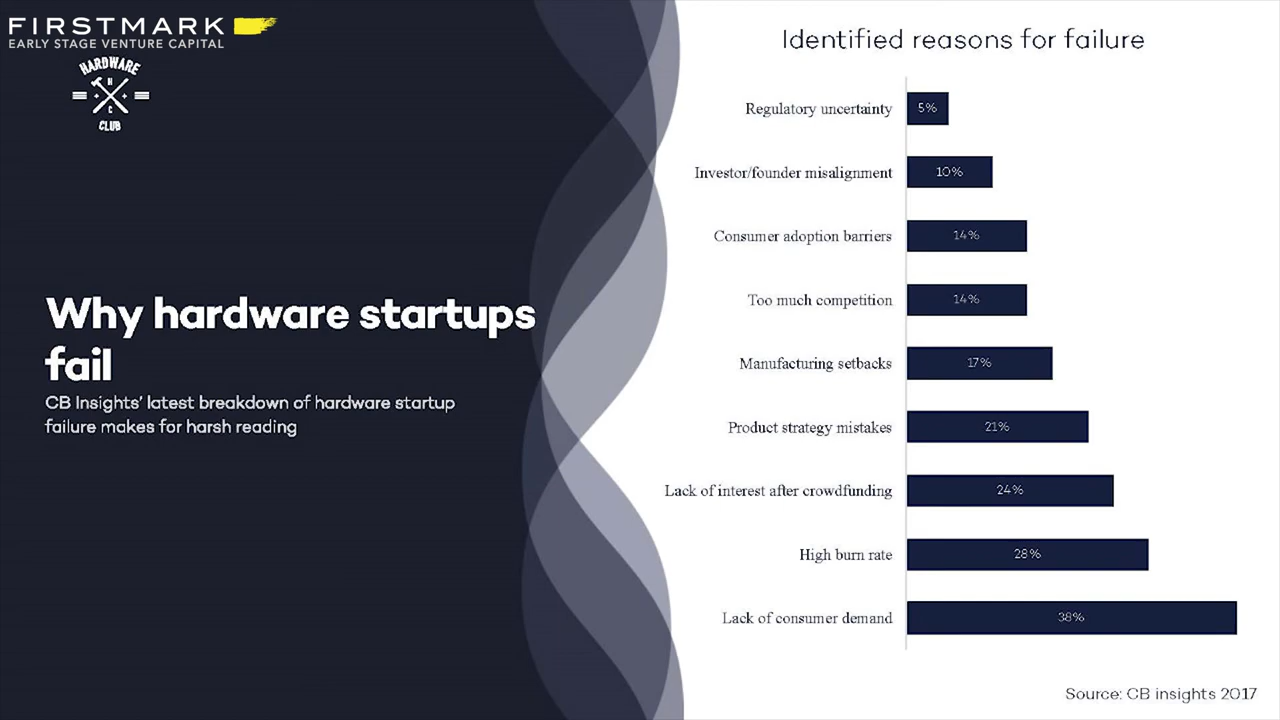 FIRSTMARK
EARLY STAGE VENTURE CAPITAL
HARDWARE
H
C
CLUB
Why hardware startups
fail
CB Insights' latest breakdown of hardware startup
failure makes for harsh reading
Identified reasons for failure
Regulatory uncertainty 5%
Investor/founder misalignment 10%
Consumer adoption barriers 14%
Too much competition 14%
Manufacturing setbacks 17%
Product strategy mistakes 21%
Lack of interest after crowdfunding 24%
High burn rate 28%
Lack of consumer demand 38%
Source: CB insights 2017